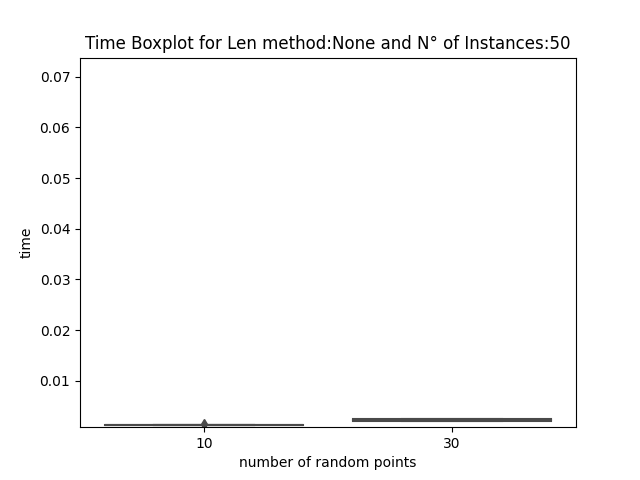 Time Boxplot for Len method:None and N° of Instances:50
0.07
0.06
0.05
0.04
0.03
0.02
0.01
time
10 30
number of random points